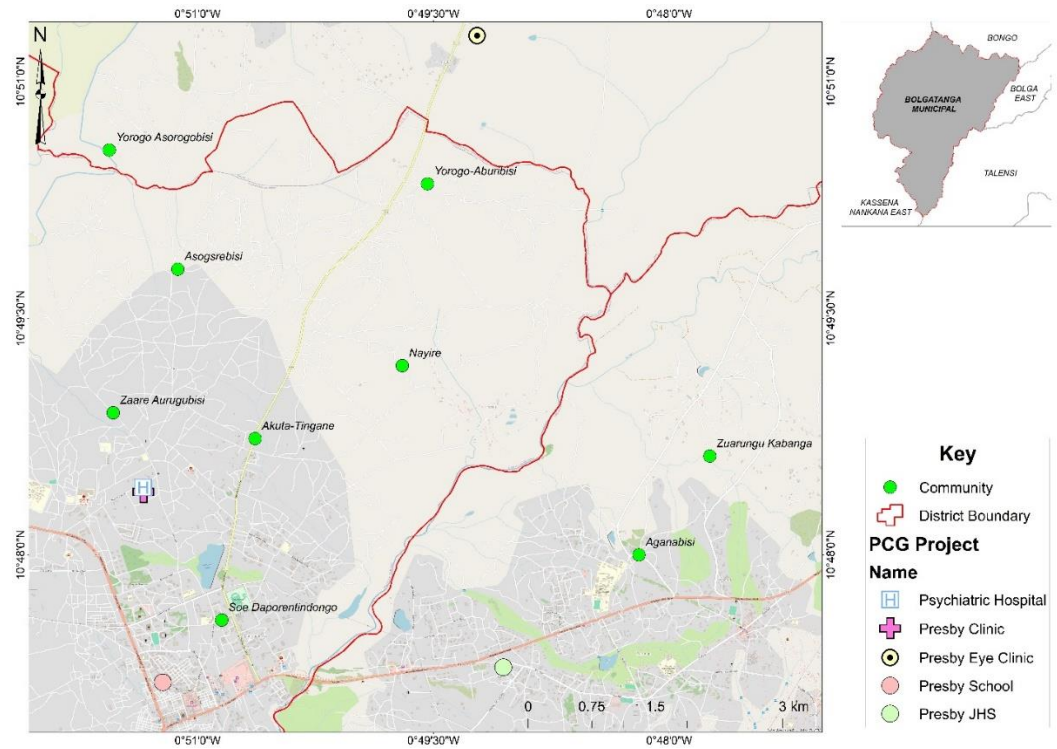 0°51'0"W
0°49'30"W
0°48'0"W
N
10°51'0"N
10°51'0"N
Yorogo Asorogobisi
Yorogo-Aburibisi
Asogsrebisi
10°49'30"N
10°49'30"N
Nayire
Zaare Aurugubisi
Akuta-Tingane
Zuarungu Kabanga
H
10°48'0"N
10°48'0"N
Aganabisi
Soe Daporentindongo
0 0.75 1.5 3 km
0°51'0"W
0°49'30"W
0°48'0"W
BONGO
BOLGATANGA
MUNICIPAL
BOLGA
EAST
TALENSI
KASSENA
NANKANA EAST
Key
Community
District Boundary
PCG Project
Name
H Psychiatric Hospital
Presby Clinic
Presby Eye Clinic
Presby School
Presby JHS